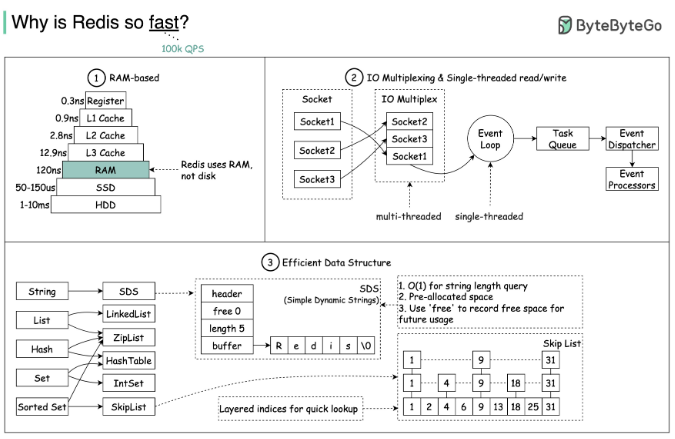 Why is Redis so fast?
100k QPS
ByteByteGo
1 RAM-based
0.3ns Register
0.9ns L1 Cache
2.8ns L2 Cache
12.9ns L3 Cache
120ns RAM
50-150us SSD
1-10ms HDD
Redis uses RAM,
not disk
2 IO Multiplexing & Single-threaded read/write
Socket
Socket1
Socket2
Socket3
IO Multiplex
Socket2
Socket3
Socket1
multi-threaded
Event
Loop
single-threaded
Task
Queue
Event
Dispatcher
Event
Processors
3 Efficient Data Structure
String
List
Hash
Set
Sorted Set
SDS
LinkedList
ZipList
HashTable
IntSet
SkipList
header
free 0
length 5
buffer
SDS
(Simple Dynamic Strings)
R e d i s \0
1. O(1) for string length query
2. Pre-allocated space
3. Use 'free' to record free space for
future usage
Skip List
1 9 31
1 4 9 18 31
1 2 4 6 9 13 18 25 31
Layered indices for quick lookup